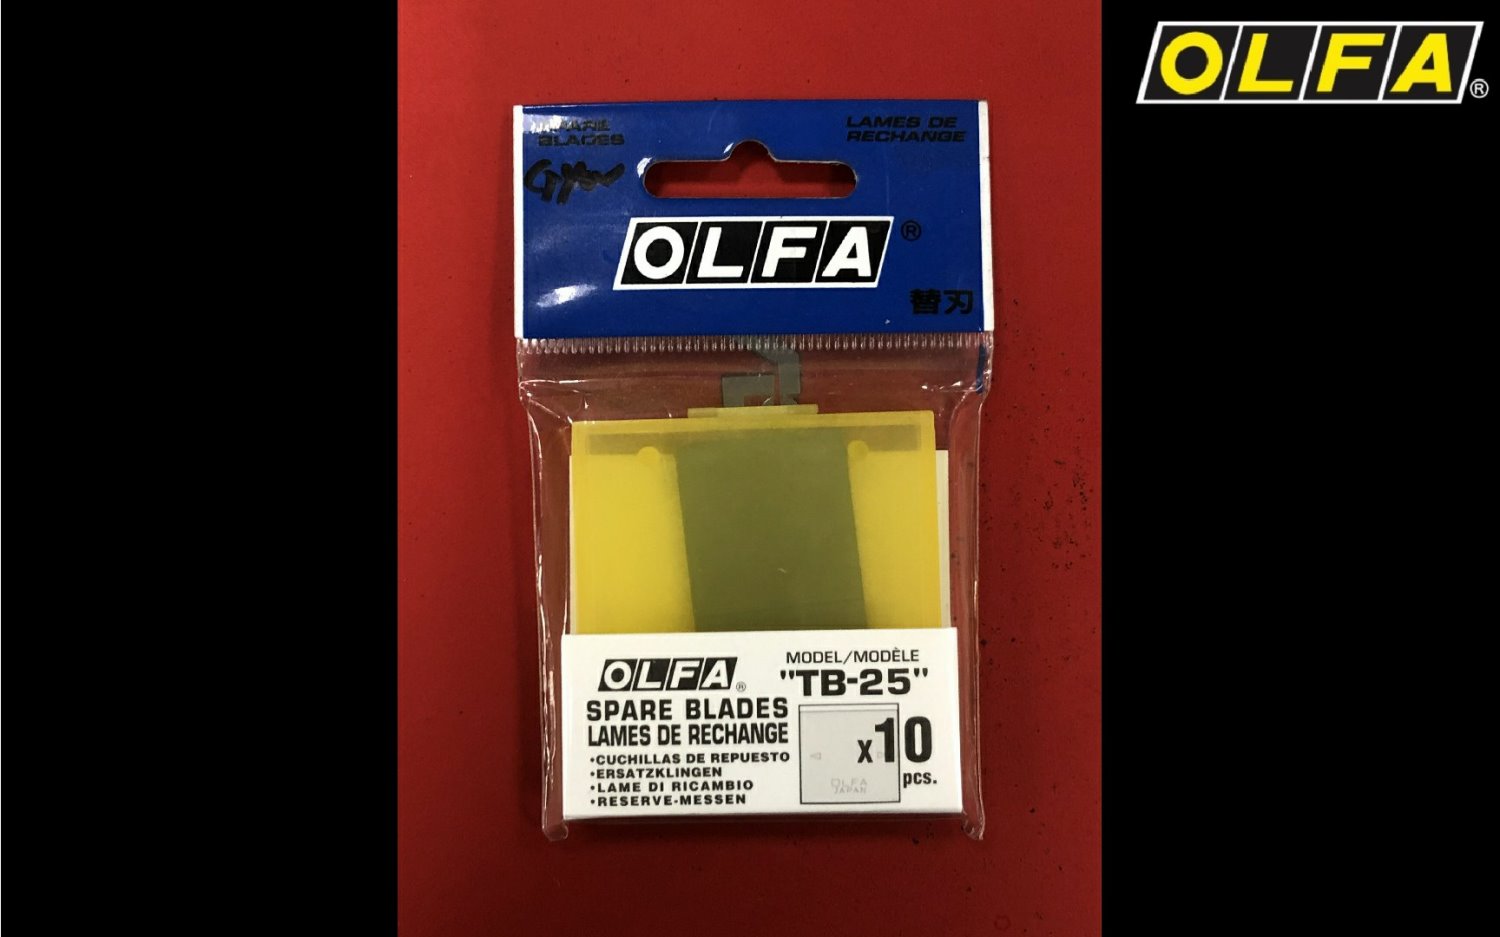 OLFA®
SPARE
BLADES
LAMES DE
RECHANGE
OLFA®
替刃
OLFA®
MODEL/MODÈLE
"TB-25"
SPARE BLADES
LAMES DE RECHANGE
•CUCHILLAS DE REPUESTO
•ERSATZKLINGEN
•LAME DI RICAMBIO
•RESERVE-MESSEN
x10
pcs.
OLFA
JAPAN